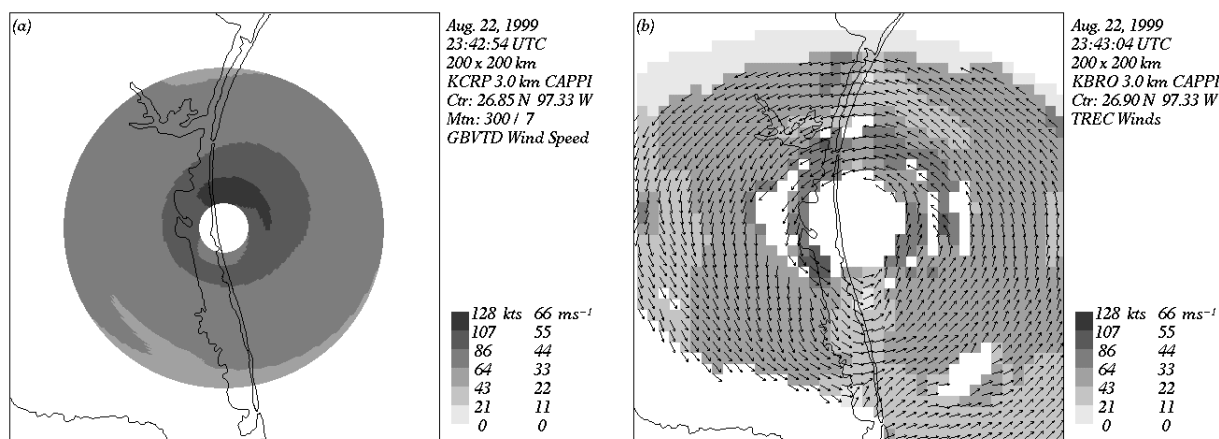 (a)
Aug. 22, 1999
23:42:54 UTC
200 x 200 km
KCRP 3.0 km CAPPI
Ctr: 26.85 N 97.33 W
Mtn: 300 / 7
GBVTD Wind Speed
128 kts 66 ms⁻¹
107 55
86 44
64 33
43 22
21 11
0 0
(b)
Aug. 22, 1999
23:43:04 UTC
200 x 200 km
KBRO 3.0 km CAPPI
Ctr: 26.90 N 97.33 W
TREC Winds
128 kts 66 ms⁻¹
107 55
86 44
64 33
43 22
21 11
0 0